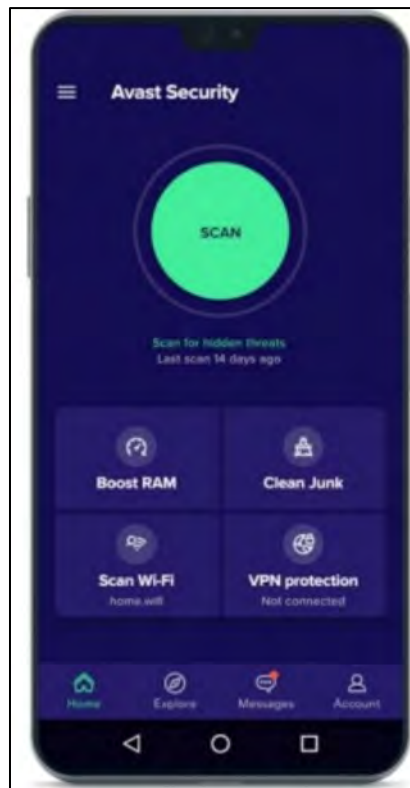 Avast Security
SCAN
Scan for hidden threats
Last scan 14 days ago
Boost RAM
Clean Junk
Scan Wi-Fi
home.wifi
VPN protection
Not connected
Home
Explore
Messages
Account